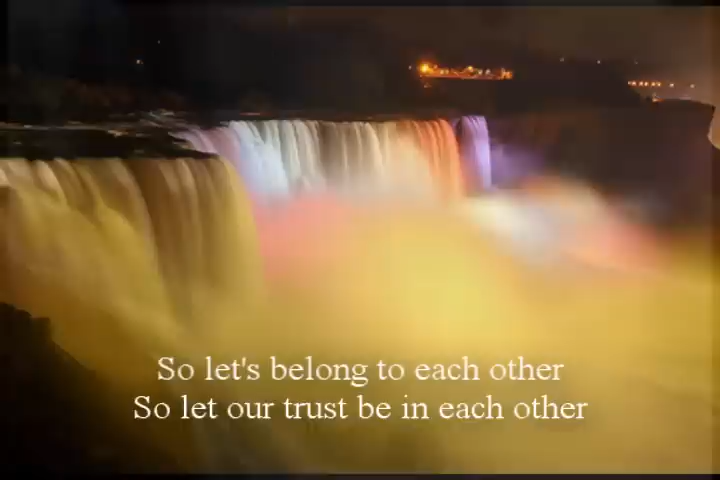 So let's belong to each other
So let our trust be in each other